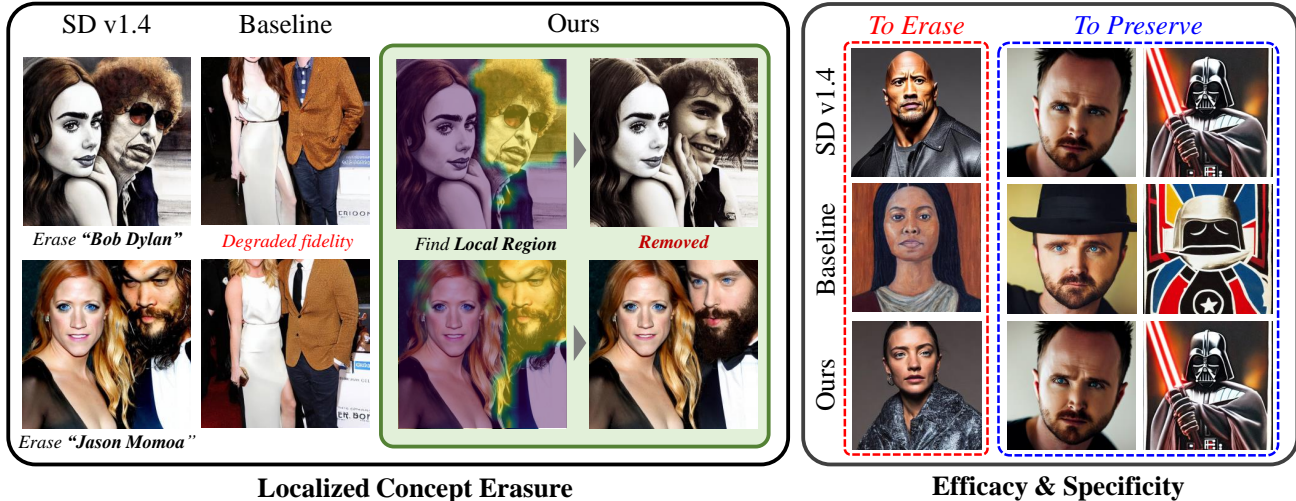 SD v1.4
Baseline
Ours
Erase “Bob Dylan”
Degraded fidelity
Find Local Region
Removed
Erase “Jason Momoa”
Localized Concept Erasure
To Erase
To Preserve
SD v1.4
Baseline
Ours
Efficacy & Specificity